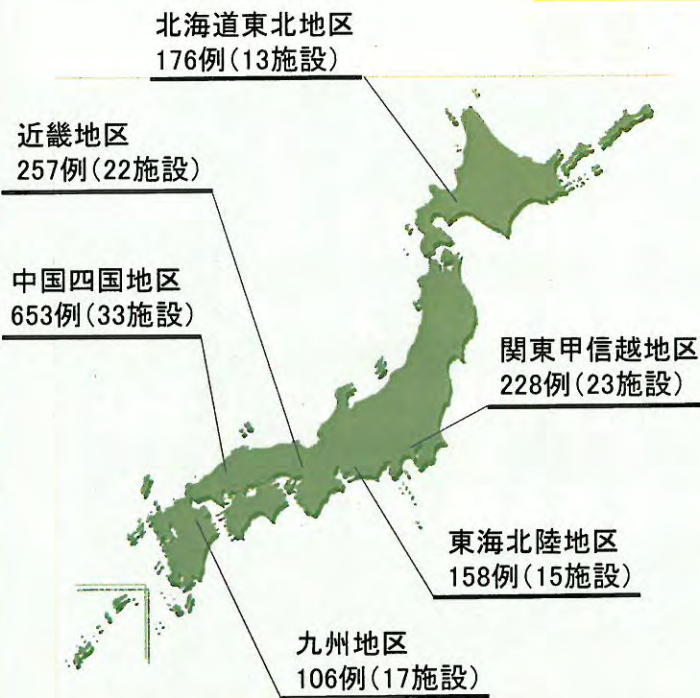 北海道東北地区
176例(13施設)
近畿地区
257例(22施設)
中国四国地区
653例(33施設)
関東甲信越地区
228例(23施設)
東海北陸地区
158例(15施設)
九州地区
106例(17施設)